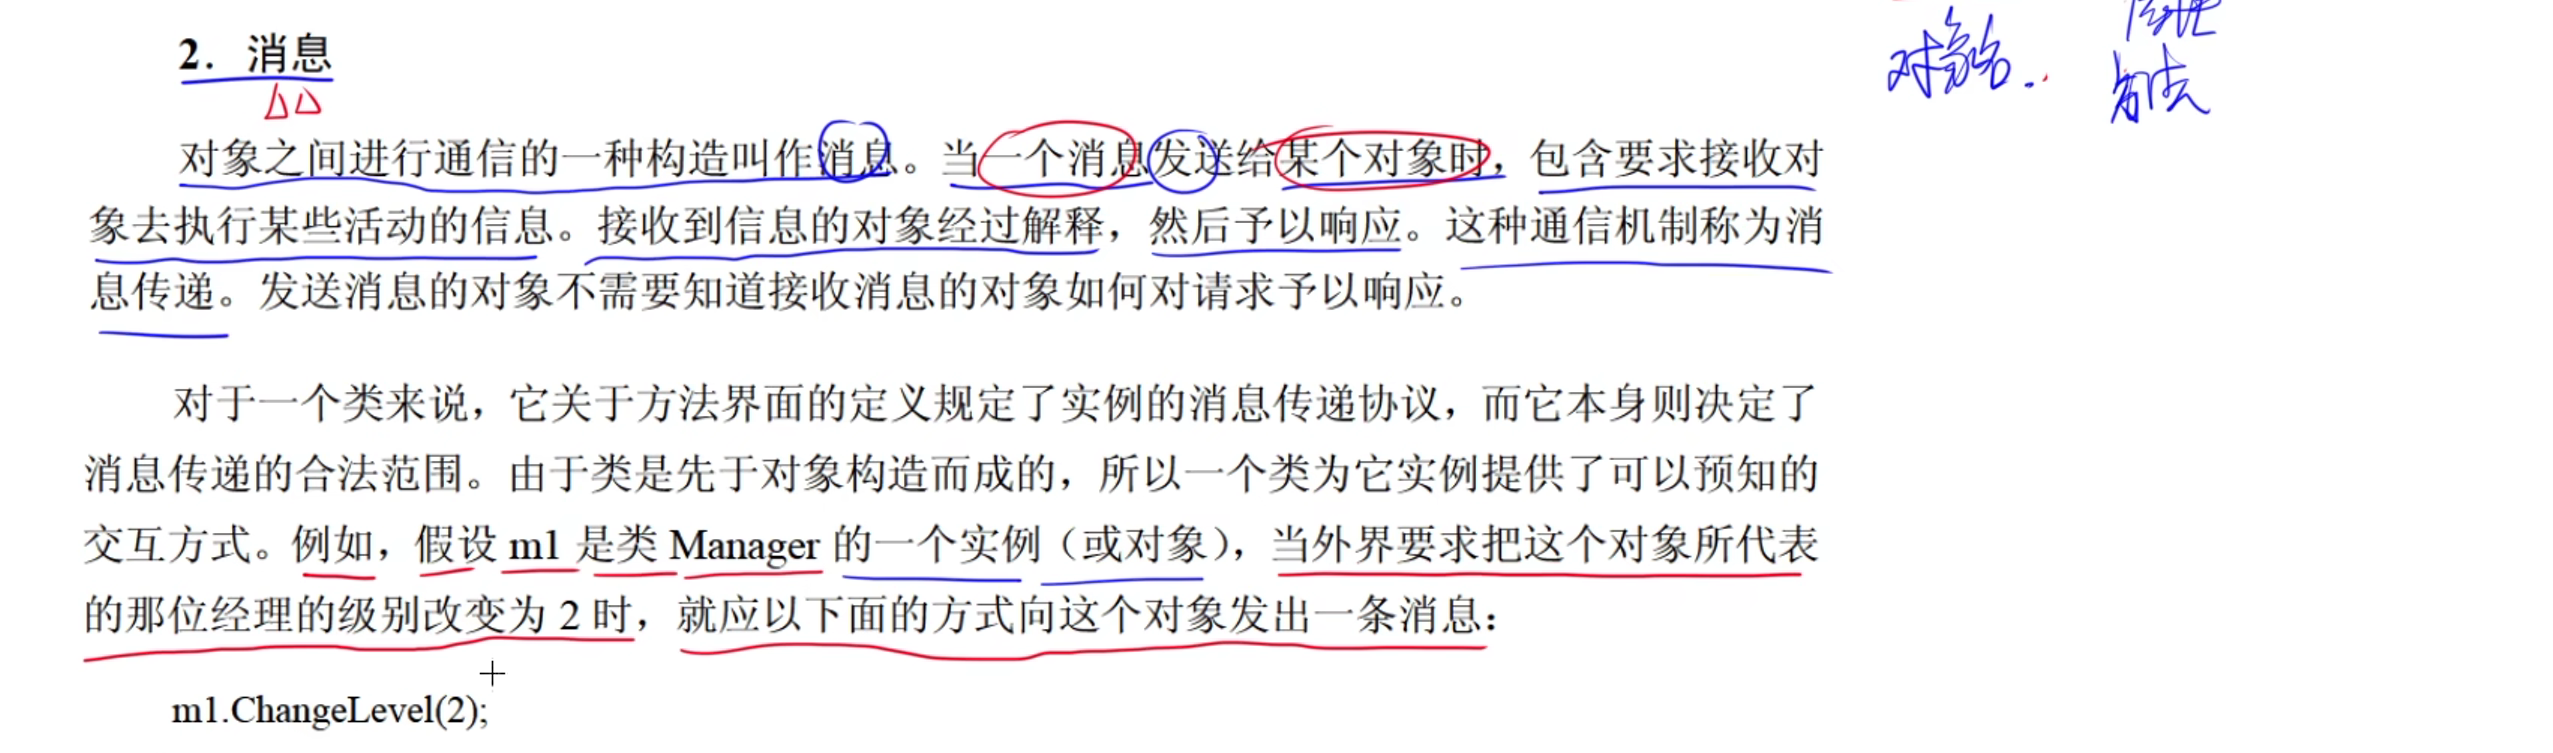 2. 消息
对象之间进行通信的一种构造叫作消息。当一个消息发送给某个对象时，包含要求接收对
象去执行某些活动的信息。接收到信息的对象经过解释，然后予以响应。这种通信机制称为消
息传递。发送消息的对象不需要知道接收消息的对象如何对请求予以响应。
对于一个类来说，它关于方法界面的定义规定了实例的消息传递协议，而它本身则决定了
消息传递的合法范围。由于类是先于对象构造而成的，所以一个类为它实例提供了可以预知的
交互方式。例如，假设 m1 是类 Manager 的一个实例（或对象），当外界要求把这个对象所代表
的那位经理的级别改变为 2 时，就应以下面的方式向这个对象发出一条消息：
m1.ChangeLevel(2);
对象名
方法